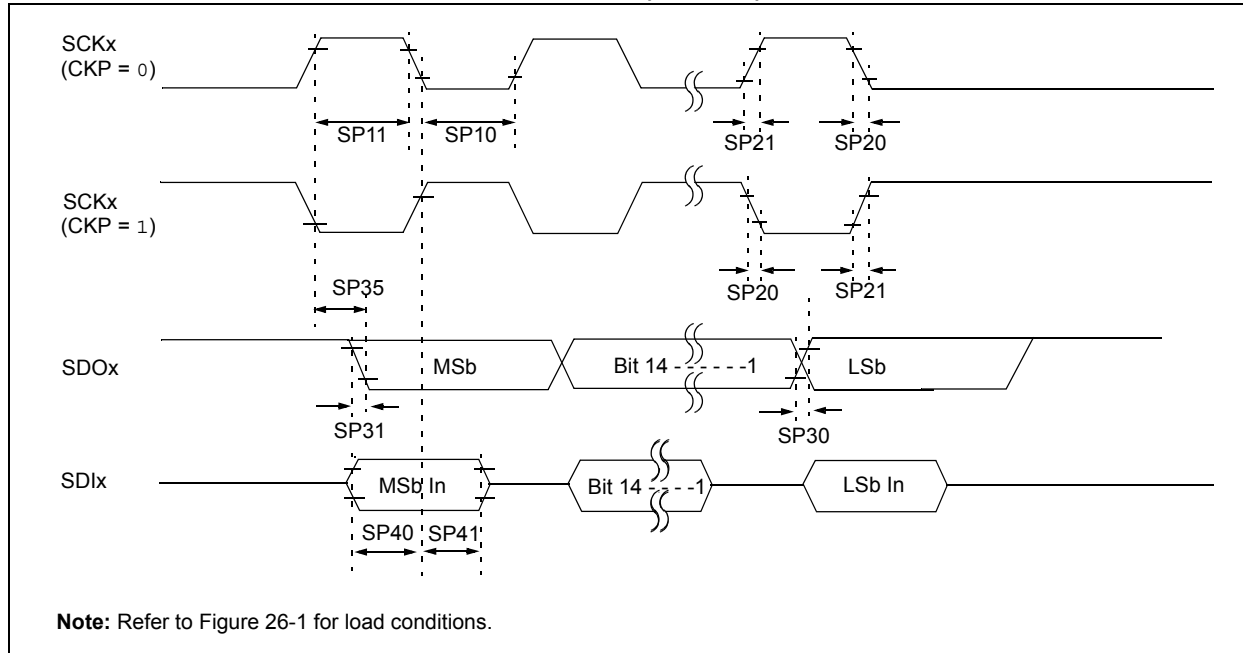 SCKx
(CKP = 0)
SP11
SP10
SP21
SP20
SCKx
(CKP = 1)
SP35
SP20
SP21
SDOx
MSb
Bit 14 - - - - - -1
LSb
SP31
SP30
SDIx
MSb In
Bit 14 - - - -1
LSb In
SP40
SP41
Note: Refer to Figure 26-1 for load conditions.